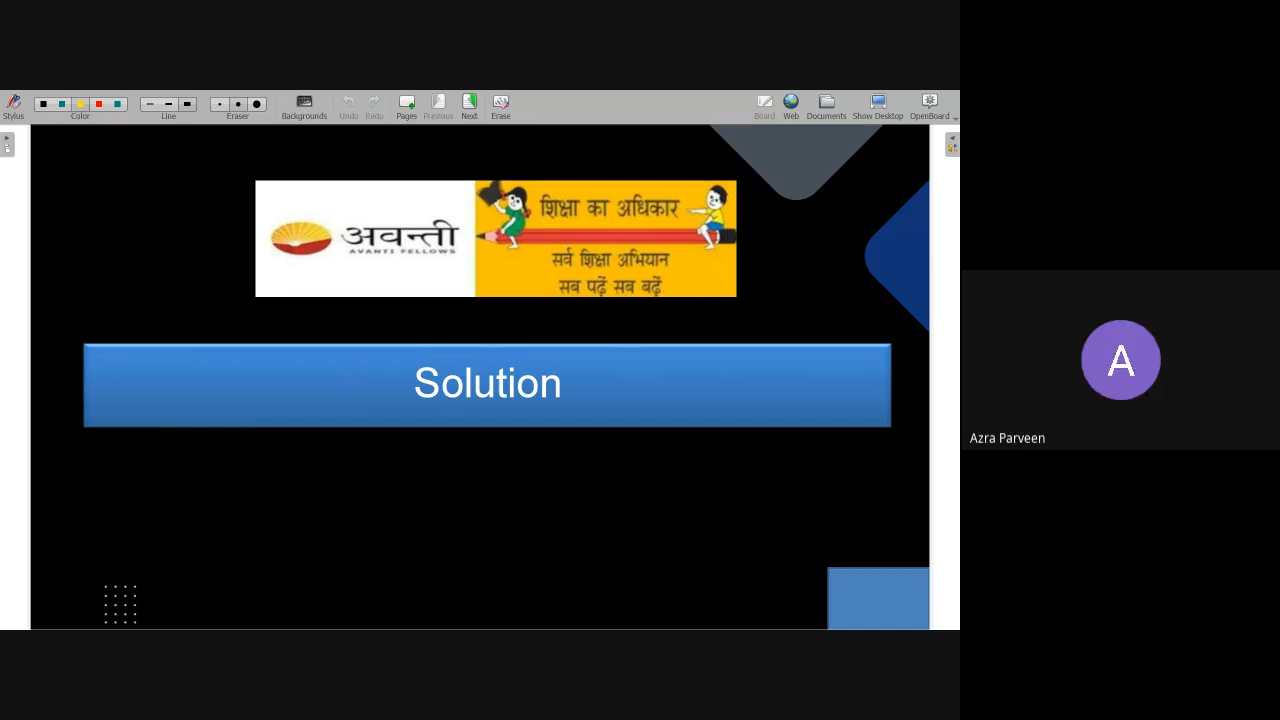 Stylus
Color
Line
Eraser
Backgrounds
Undo
Redo
Pages
Previous
Next
Erase
Board
Web
Documents
Show Desktop
OpenBoard
अवन्ती
AVANTI FELLOWS
शिक्षा का अधिकार
सर्व शिक्षा अभियान
सब पढ़ें सब बढ़ें
Solution
A
Azra Parveen